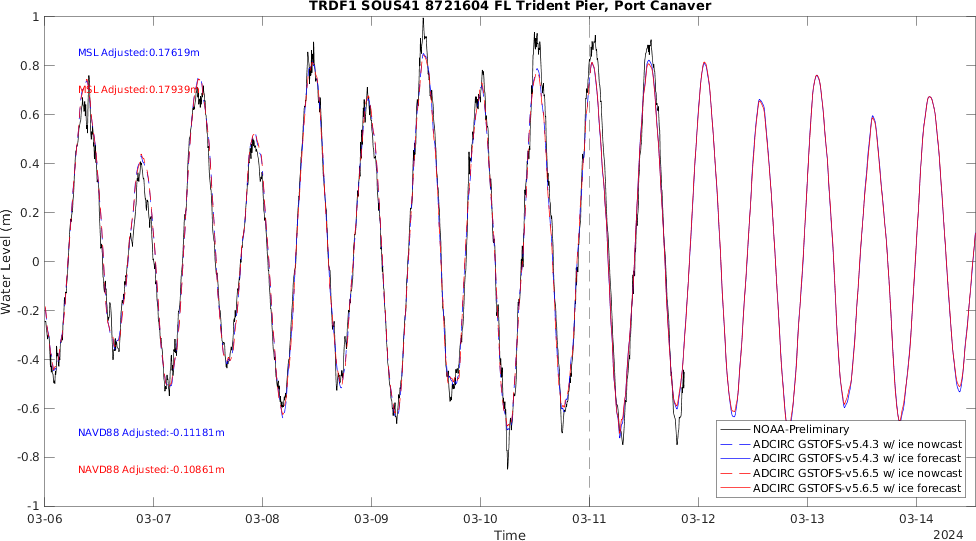 TRDF1 SOUS41 8721604 FL Trident Pier, Port Canaver
1
0.8
0.6
0.4
0.2
0
-0.2
-0.4
-0.6
-0.8
-1
Water Level (m)
MSL Adjusted:0.17619m
MSL Adjusted:0.17939m
NAVD88 Adjusted:-0.11181m
NAVD88 Adjusted:-0.10861m
NOAA-Preliminary
ADCIRC GSTOFS-v5.4.3 w/ ice nowcast
ADCIRC GSTOFS-v5.4.3 w/ ice forecast
ADCIRC GSTOFS-v5.6.5 w/ ice nowcast
ADCIRC GSTOFS-v5.6.5 w/ ice forecast
03-06 03-07 03-08 03-09 03-10 03-11 03-12 03-13 03-14
Time
2024